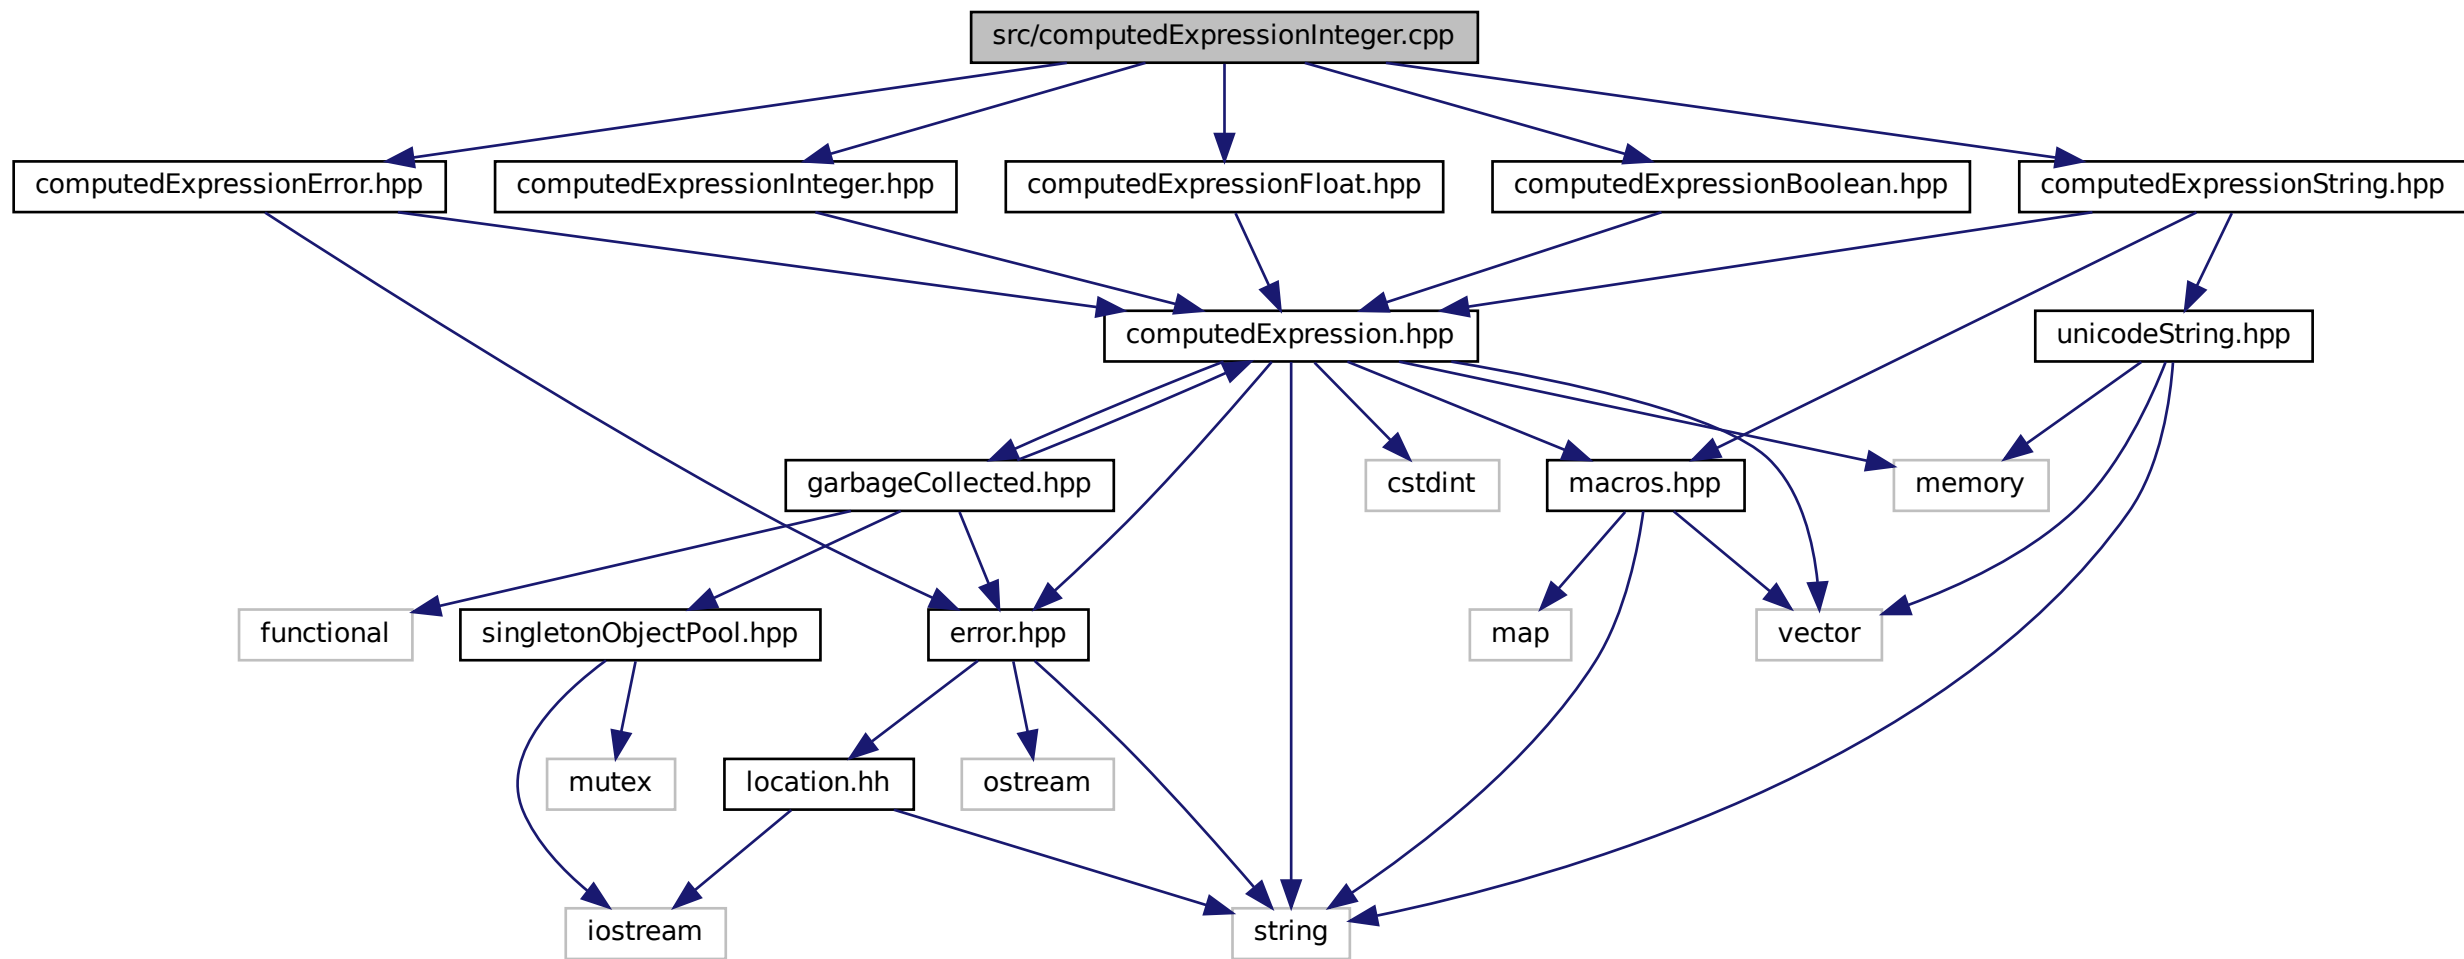 src/computedExpressionInteger.cpp
computedExpressionError.hpp
computedExpressionInteger.hpp
computedExpressionFloat.hpp
computedExpressionBoolean.hpp
computedExpressionString.hpp
computedExpression.hpp
unicodeString.hpp
garbageCollected.hpp
cstdint
macros.hpp
memory
functional
singletonObjectPool.hpp
error.hpp
map
vector
mutex
location.hh
ostream
iostream
string